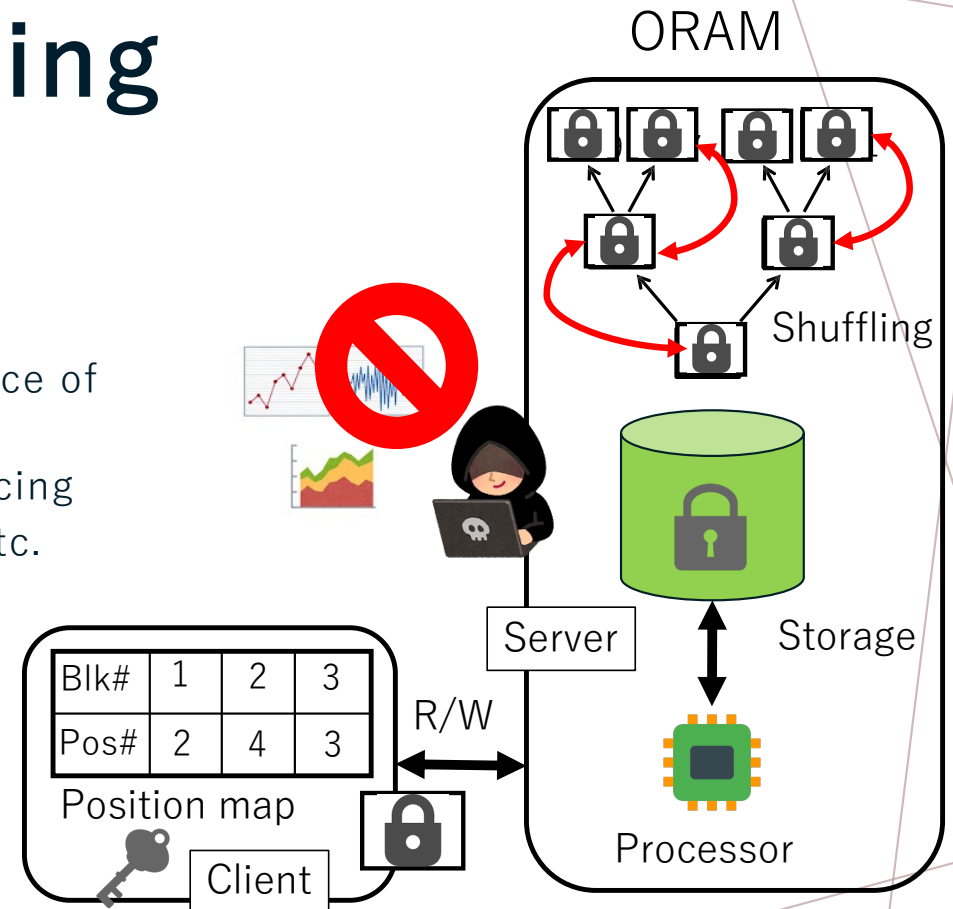 ing
ORAM
Shuffling
ce of
cing
tc.
Server
Storage
Blk# 1 2 3
Pos# 2 4 3
R/W
Position map
Processor
Client